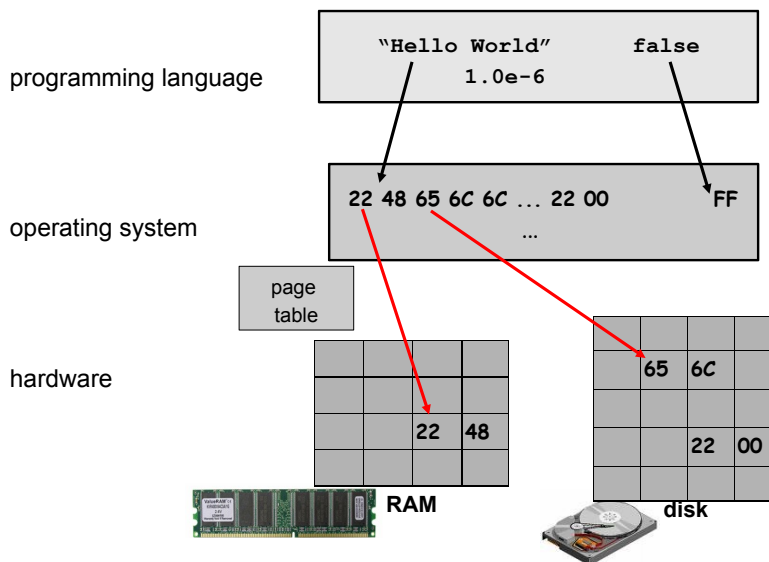 “Hello World” false
programming language
1.0e-6
22 48 65 6C 6C ... 22 00 FF
operating system
...
page
table
hardware
65 6C
22 48
22 00
RAM
disk
ValueRAM